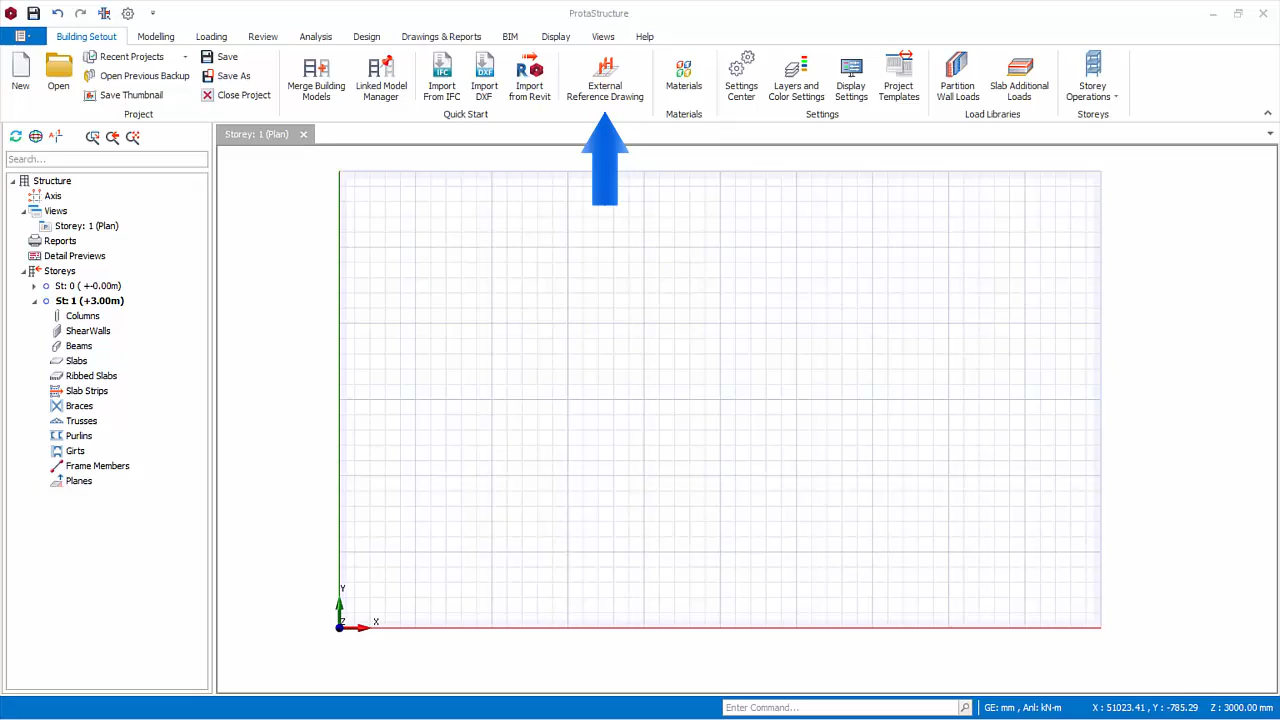 ProtaStructure
Building Setout Modelling Loading Review Analysis Design Drawings & Reports BIM Display Views Help
New
Open
Recent Projects
Open Previous Backup
Save Thumbnail
Save
Save As
Close Project
Project
Merge Building
Models
Linked Model
Manager
Import
From IFC
Import
DXF
Import
from Revit
External
Reference Drawing
Quick Start
Materials
Materials
Settings
Center
Layers and
Color Settings
Display
Settings
Project
Templates
Settings
Partition
Wall Loads
Slab Additional
Loads
Load Libraries
Storey
Operations
Storeys
Search...
Structure
Axis
Views
Storey: 1 (Plan)
Reports
Detail Previews
Storeys
St: 0 ( +-0.00m)
St: 1 (+3.00m)
Columns
ShearWalls
Beams
Slabs
Ribbed Slabs
Slab Strips
Braces
Trusses
Purlins
Girts
Frame Members
Planes
Storey: 1 (Plan)
Y
Z
X
Enter Command...
GE: mm , Anl: kN-m
X : 51023.41 , Y : -785.29
Z : 3000.00 mm